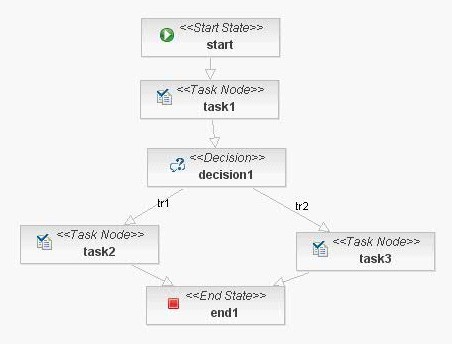 <<Start State>>
start
<<Task Node>>
task1
<<Decision>>
decision1
tr1
tr2
<<Task Node>>
task2
<<Task Node>>
task3
<<End State>>
end1